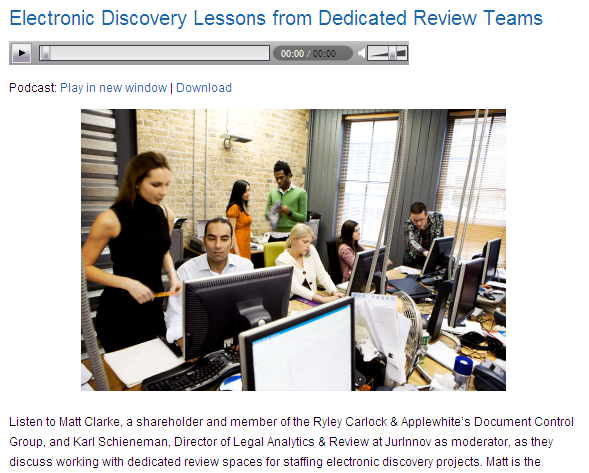 Electronic Discovery Lessons from Dedicated Review Teams
00:00 / 00:00
Podcast: Play in new window | Download
Listen to Matt Clarke, a shareholder and member of the Ryley Carlock & Applewhite's Document Control
Group, and Karl Schieneman, Director of Legal Analytics & Review at JurInnov as moderator, as they
discuss working with dedicated review spaces for staffing electronic discovery projects. Matt is the